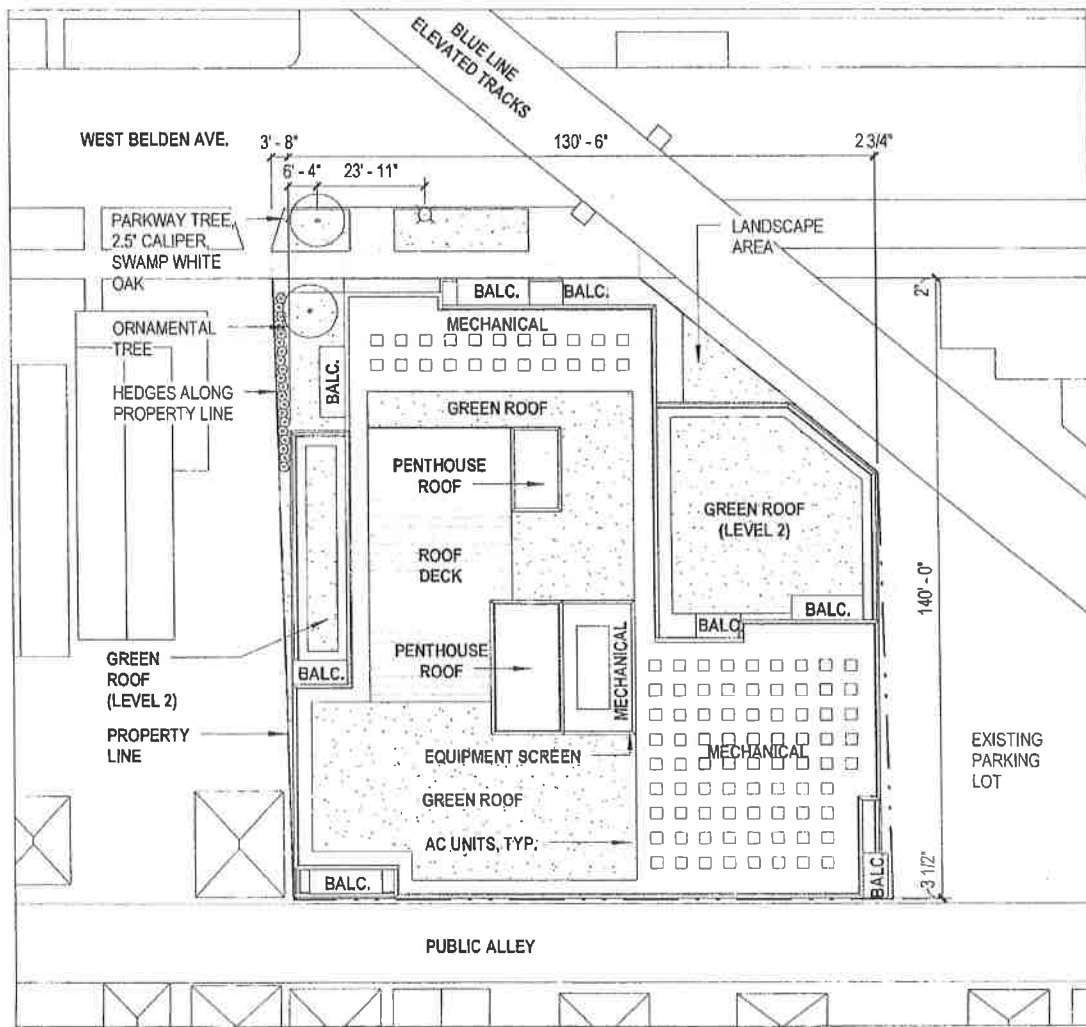 BLUE LINE
ELEVATED TRACKS
WEST BELDEN AVE.
3' - 8"
130' - 6"
2 3/4"
6' - 4"
23' - 11"
PARKWAY TREE,
2.5" CALIPER,
SWAMP WHITE
OAK
LANDSCAPE
AREA
BALC.
BALC.
2"
MECHANICAL
ORNAMENTAL
TREE
BALC.
HEDGES ALONG
PROPERTY LINE
GREEN ROOF
PENTHOUSE
ROOF
GREEN ROOF
(LEVEL 2)
ROOF
DECK
140' - 0"
BALC.
BALC.
GREEN
ROOF
(LEVEL 2)
BALC.
PENTHOUSE
ROOF
MECHANICAL
PROPERTY
LINE
EQUIPMENT SCREEN
MECHANICAL
EXISTING
PARKING
LOT
GREEN ROOF
AC UNITS, TYP.
BALC.
BALC.
3 1/2"
PUBLIC ALLEY